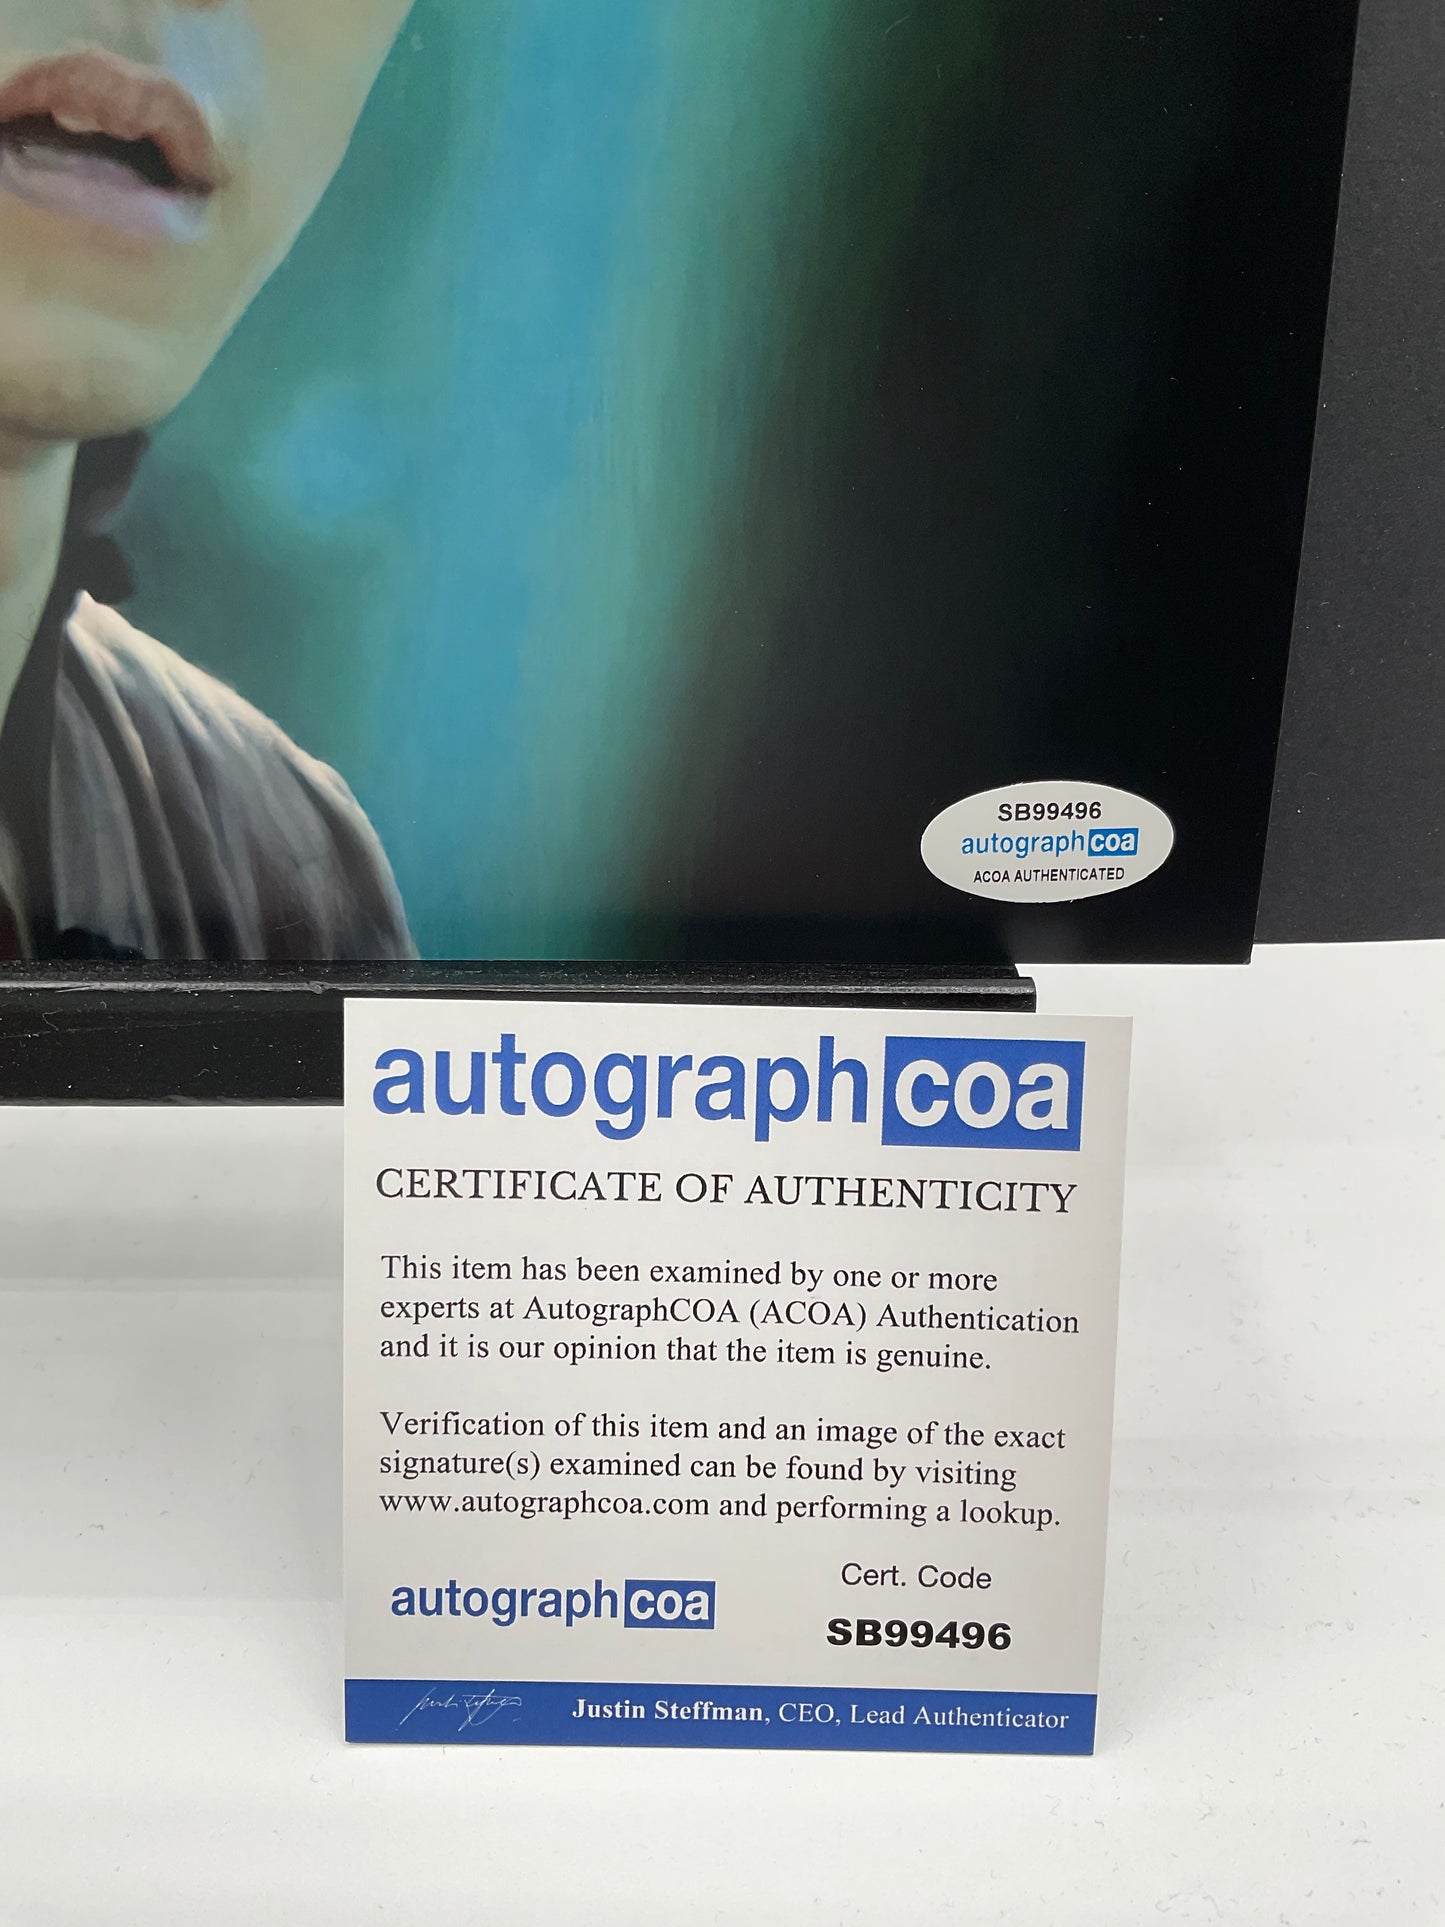 SB99496
autographcoa
ACOA AUTHENTICATED
autographcoa
CERTIFICATE OF AUTHENTICITY
This item has been examined by one or more
experts at AutographCOA (ACOA) Authentication
and it is our opinion that the item is genuine.
Verification of this item and an image of the exact
signature(s) examined can be found by visiting
www.autographcoa.com and performing a lookup.
Cert. Code
autographcoa
SB99496
Justin Steffman, CEO, Lead Authenticator